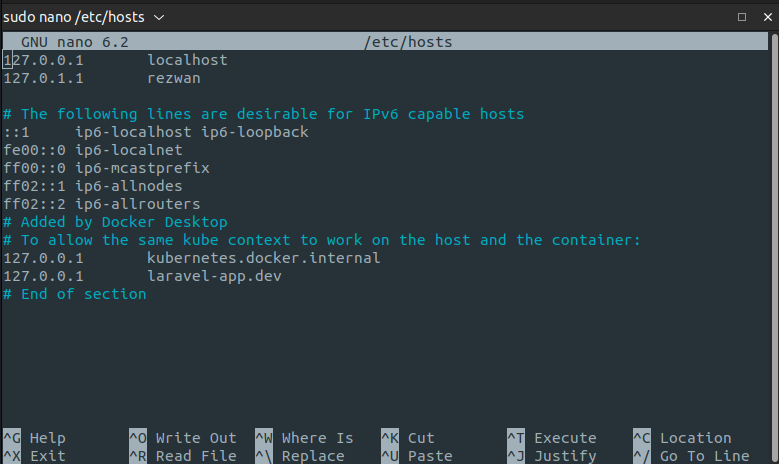 sudo nano /etc/hosts
GNU nano 6.2 /etc/hosts
127.0.0.1 localhost
127.0.1.1 rezwan
# The following lines are desirable for IPv6 capable hosts
::1 ip6-localhost ip6-loopback
fe00::0 ip6-localnet
ff00::0 ip6-mcastprefix
ff02::1 ip6-allnodes
ff02::2 ip6-allrouters
# Added by Docker Desktop
# To allow the same kube context to work on the host and the container:
127.0.0.1 kubernetes.docker.internal
127.0.0.1 laravel-app.dev
# End of section
^G Help ^O Write Out ^W Where Is ^K Cut ^T Execute ^C Location
^X Exit ^R Read File ^\ Replace ^U Paste ^J Justify ^/ Go To Line